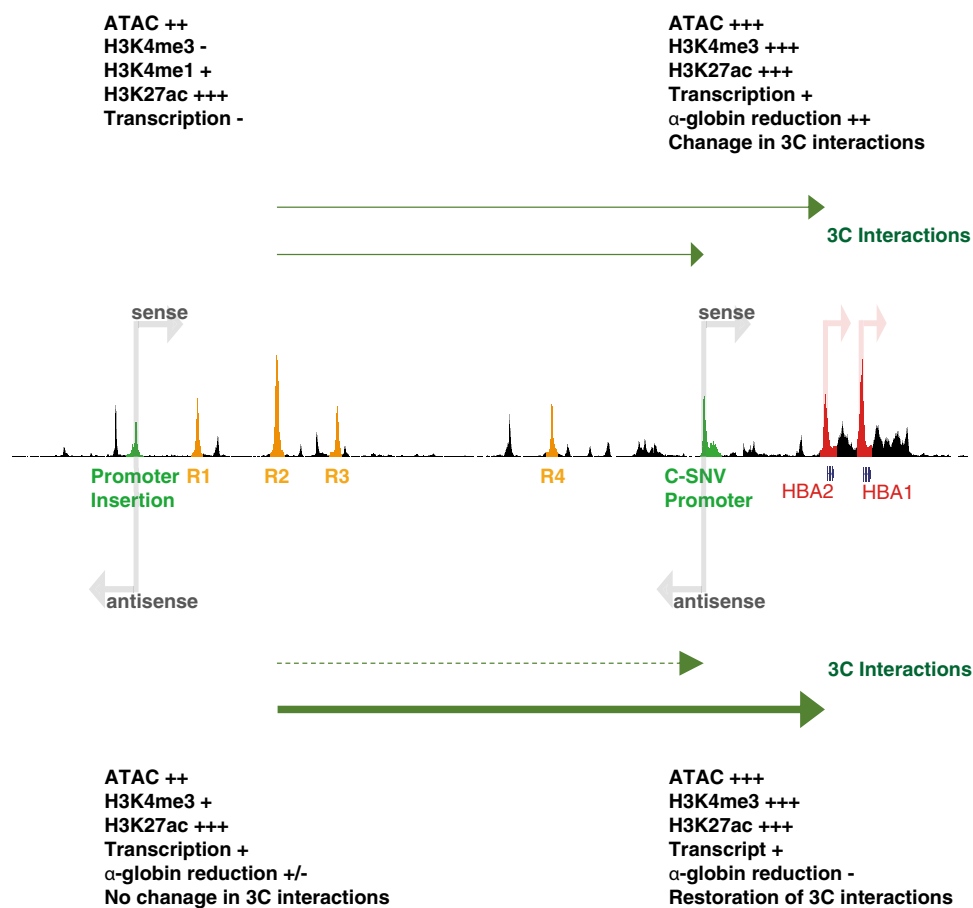 ATAC ++
H3K4me3 -
H3K4me1 +
H3K27ac +++
Transcription -
ATAC +++
H3K4me3 +++
H3K27ac +++
Transcription +
α-globin reduction ++
Chanage in 3C interactions
3C Interactions
sense
sense
Promoter
Insertion
R1
R2
R3
R4
C-SNV
Promoter
HBA2
HBA1
antisense
antisense
3C Interactions
ATAC ++
H3K4me3 +
H3K27ac +++
Transcription +
α-globin reduction +/-
No chanage in 3C interactions
ATAC +++
H3K4me3 +++
H3K27ac +++
Transcript +
α-globin reduction -
Restoration of 3C interactions